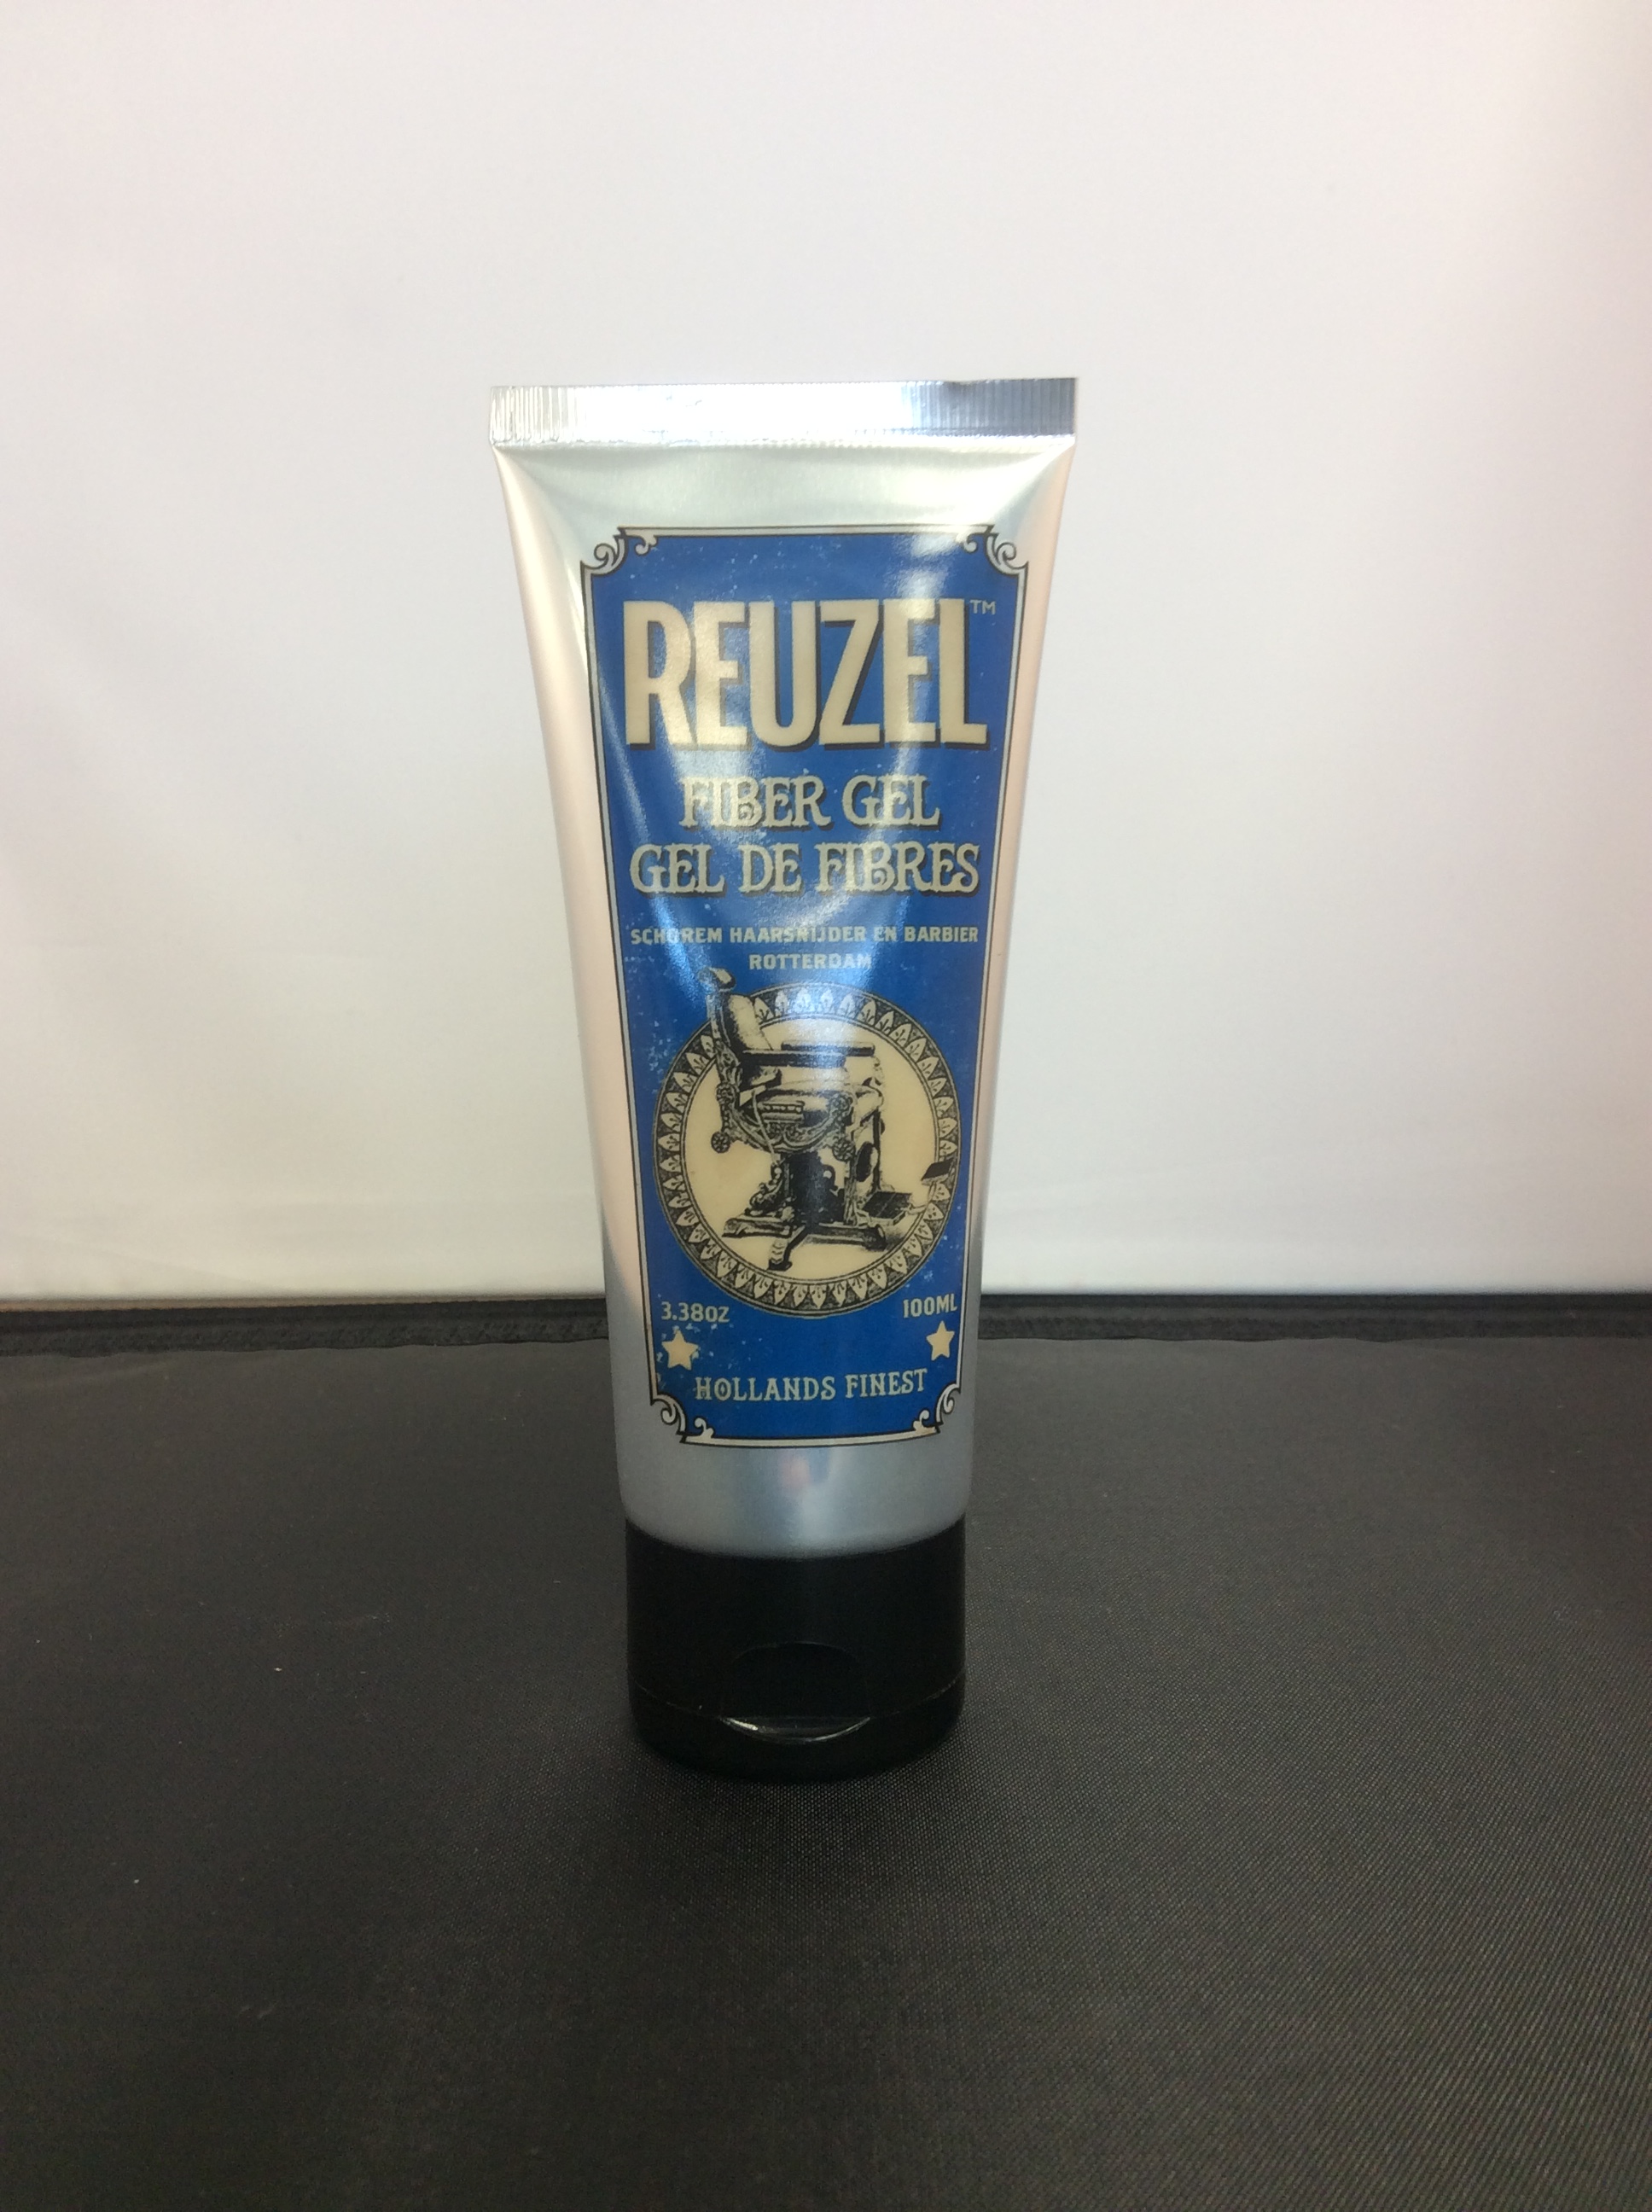 REUZEL™
FIBER GEL
GEL DE FIBRES
SCHOREM HAARSNIJDER EN BARBIER
ROTTERDAM
3.38OZ 100ML
HOLLANDS FINEST